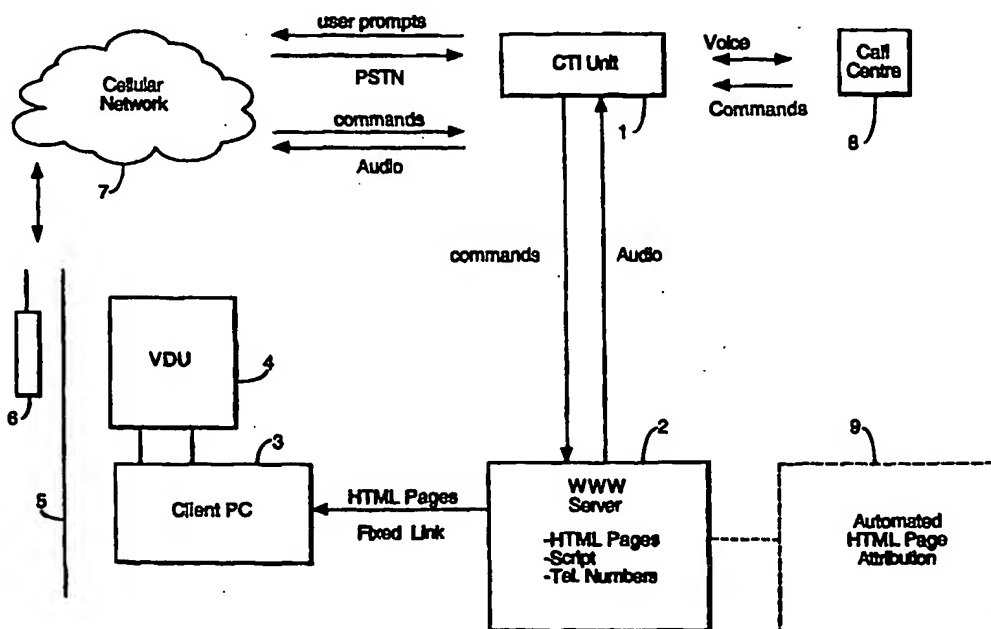 user prompts
PSTN
commands
Audio
Cellular
Network
7
CTI Unit
1
Voice
Commands
Call
Centre
8
commands
Audio
6
5
VDU
4
3
Client PC
HTML Pages
Fixed Link
2
WWW
Server
-HTML Pages
-Script
-Tel. Numbers
9
Automated
HTML Page
Attribution